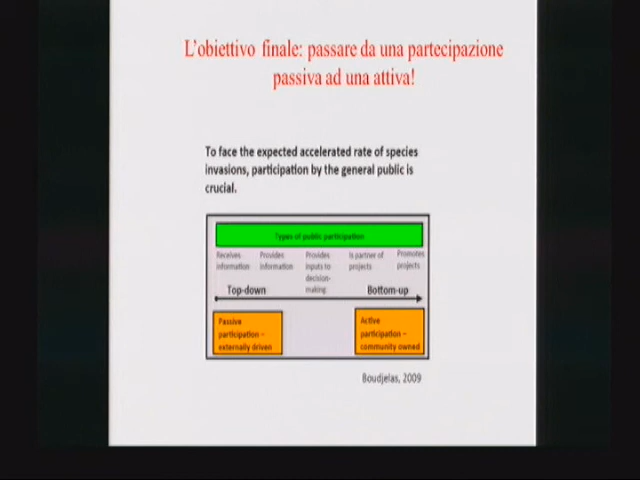 L'obiettivo finale: passare da una partecipazione
passiva ad una attiva!
To face the expected accelerated rate of species
invasions, participation by the general public is
crucial.
Types of public participation
Receives
information
Provides
information
Provides
inputs to
decision-
making
Is partner of
projects
Promotes
projects
Top-down
Bottom-up
Passive
participation –
externally driven
Active
participation –
community owned
Boudjelas, 2009